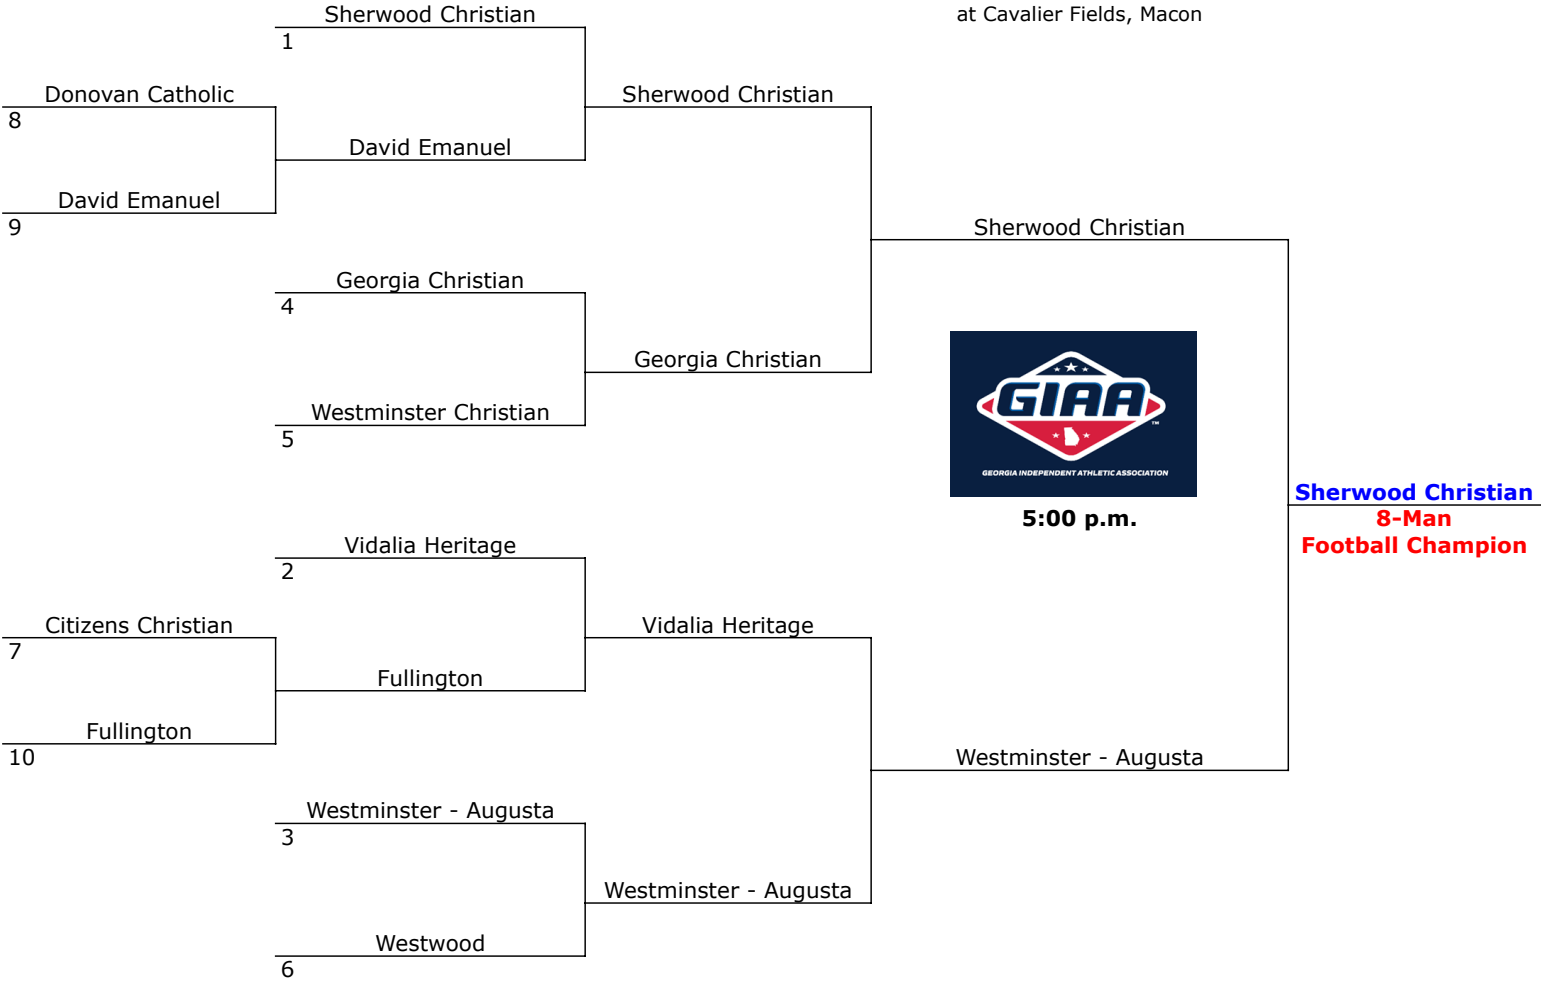 Sherwood Christian
at Cavalier Fields, Macon
1
Donovan Catholic
Sherwood Christian
8
David Emanuel
David Emanuel
9
Sherwood Christian
Georgia Christian
4
Georgia Christian
GIAA
TM
Westminster Christian
5
GEORGIA INDEPENDENT ATHLETIC ASSOCIATION
Sherwood Christian
5:00 p.m.
8-Man
Football Champion
Vidalia Heritage
2
Citizens Christian
Vidalia Heritage
7
Fullington
Fullington
10
Westminster - Augusta
Westminster - Augusta
3
Westminster - Augusta
Westwood
6